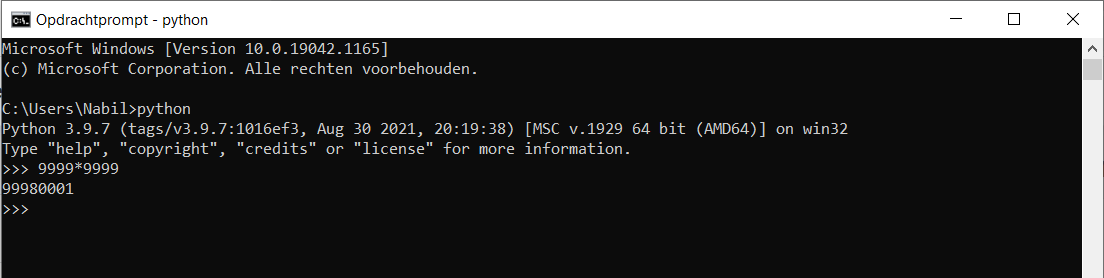 Opdrachtprompt - python
Microsoft Windows [Version 10.0.19042.1165]
(c) Microsoft Corporation. Alle rechten voorbehouden.
C:\Users\Nabil>python
Python 3.9.7 (tags/v3.9.7:1016ef3, Aug 30 2021, 20:19:38) [MSC v.1929 64 bit (AMD64)] on win32
Type "help", "copyright", "credits" or "license" for more information.
>>> 9999*9999
99980001
>>>